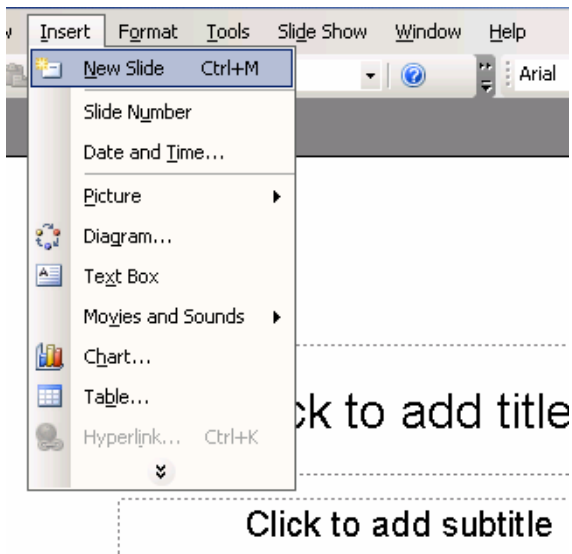 Insert Format Tools Slide Show Window Help
New Slide Ctrl+M
Arial
Slide Number
Date and Time...
Picture
Diagram...
Text Box
Movies and Sounds
Chart...
Table...
Hyperlink... Ctrl+K
ck to add title
Click to add subtitle